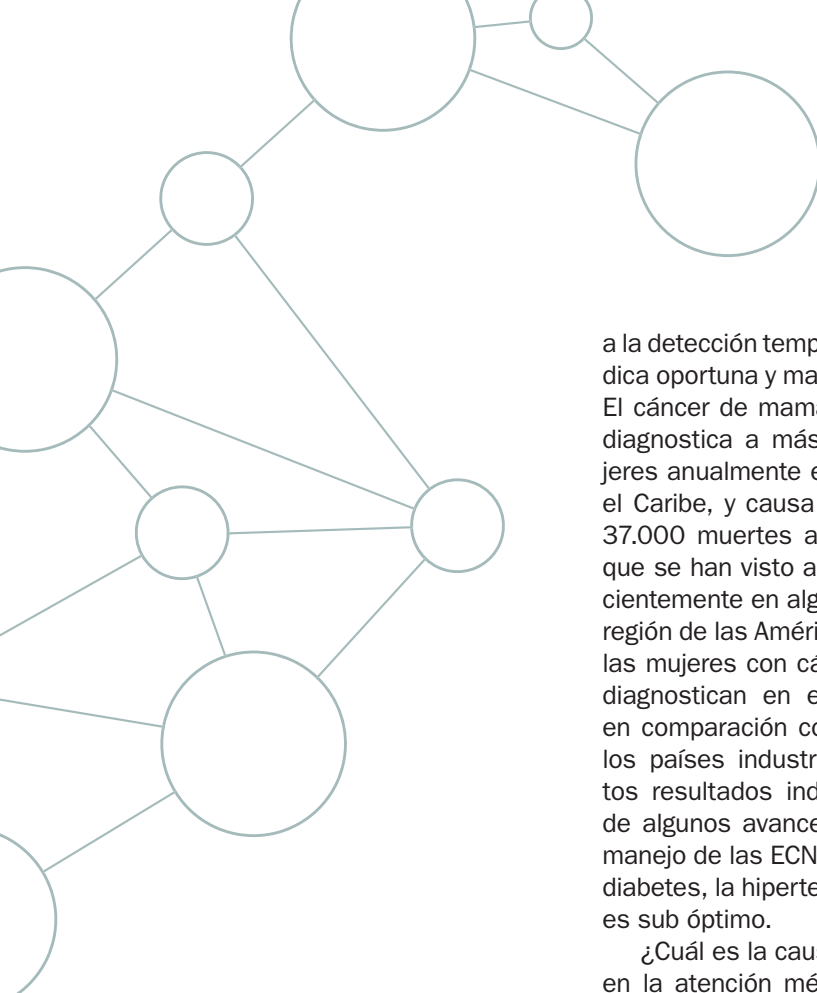 a la detección temp
dica oportuna y ma
El cáncer de mama
diagnostica a más
jeres anualmente e
el Caribe, y causa
37.000 muertes a
que se han visto a
cientemente en alg
región de las Améri
las mujeres con cá
diagnostican en e
en comparación co
los países industr
tos resultados ind
de algunos avance
manejo de las ECN
diabetes, la hiperte
es sub óptimo.
¿Cuál es la caus
en la atención mé